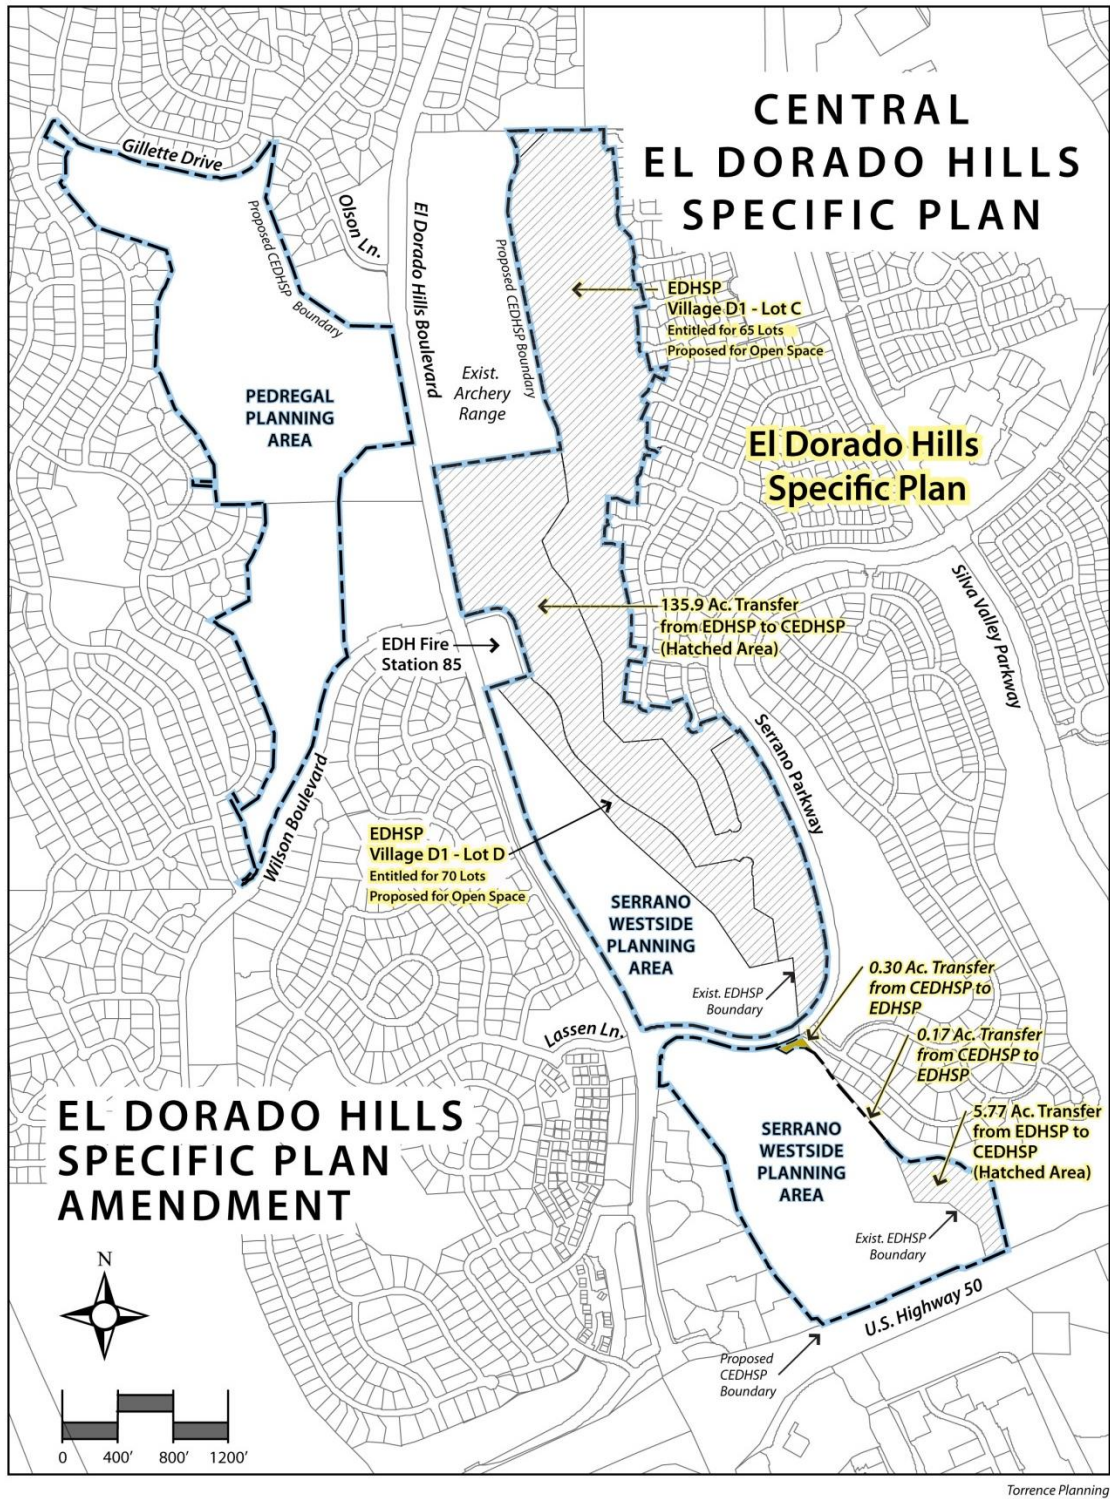 CENTRAL
EL DORADO HILLS
SPECIFIC PLAN
Gillette Drive
Olson Ln.
Proposed CEDHSP
Boundary
El Dorado Hills Boulevard
Proposed CEDHSP Boundary
EDHSP
Village D1 - Lot C
Entitled for 65 Lots
Proposed for Open Space
Exist.
Archery
Range
PEDREGAL
PLANNING
AREA
El Dorado Hills
Specific Plan
Silva Valley Parkway
135.9 Ac. Transfer
from EDHSP to CEDHSP
(Hatched Area)
EDH Fire
Station 85
Serrano Parkway
Wilson Boulevard
EDHSP
Village D1 - Lot D
Entitled for 70 Lots
Proposed for Open Space
SERRANO
WESTSIDE
PLANNING
AREA
Exist. EDHSP
Boundary
0.30 Ac. Transfer
from CEDHSP to
EDHSP
0.17 Ac. Transfer
from CEDHSP to
EDHSP
Lassen Ln.
5.77 Ac. Transfer
from EDHSP to
CEDHSP
(Hatched Area)
SERRANO
WESTSIDE
PLANNING
AREA
EL DORADO HILLS
SPECIFIC PLAN
AMENDMENT
Exist. EDHSP
Boundary
U.S. Highway 50
Proposed
CEDHSP
Boundary
N
0 400' 800' 1200'
Torrence Planning